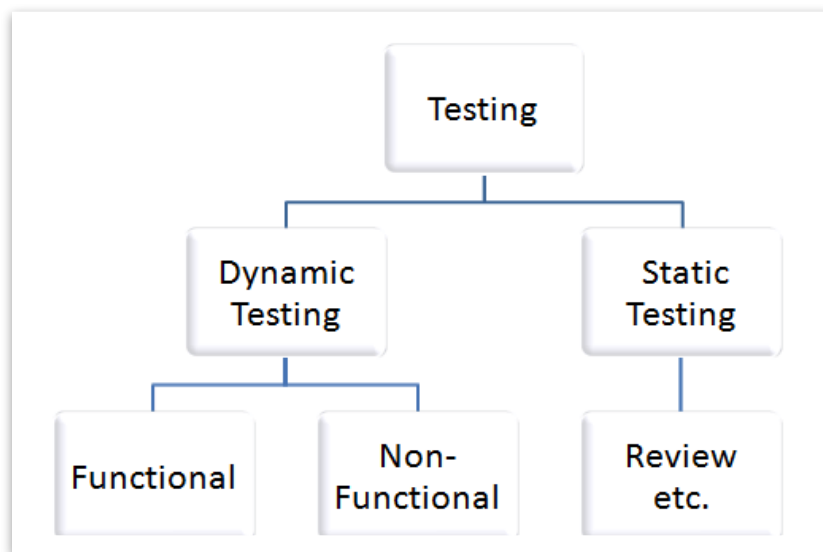 Testing
Dynamic
Testing
Static
Testing
Functional
Non-
Functional
Review
etc.